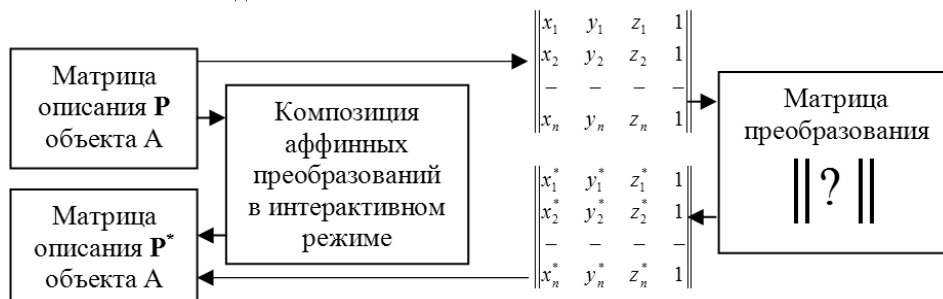 Матрица
описания P
объекта А
Композиция
аффинных
преобразований
в интерактивном
режиме
Матрица
описания P*
объекта А
x₁ y₁ z₁ 1
x₂ y₂ z₂ 1
– – – –
xₙ yₙ zₙ 1
x₁* y₁* z₁* 1
x₂* y₂* z₂* 1
– – – –
xₙ* yₙ* zₙ* 1
Матрица
преобразования
‖ ? ‖